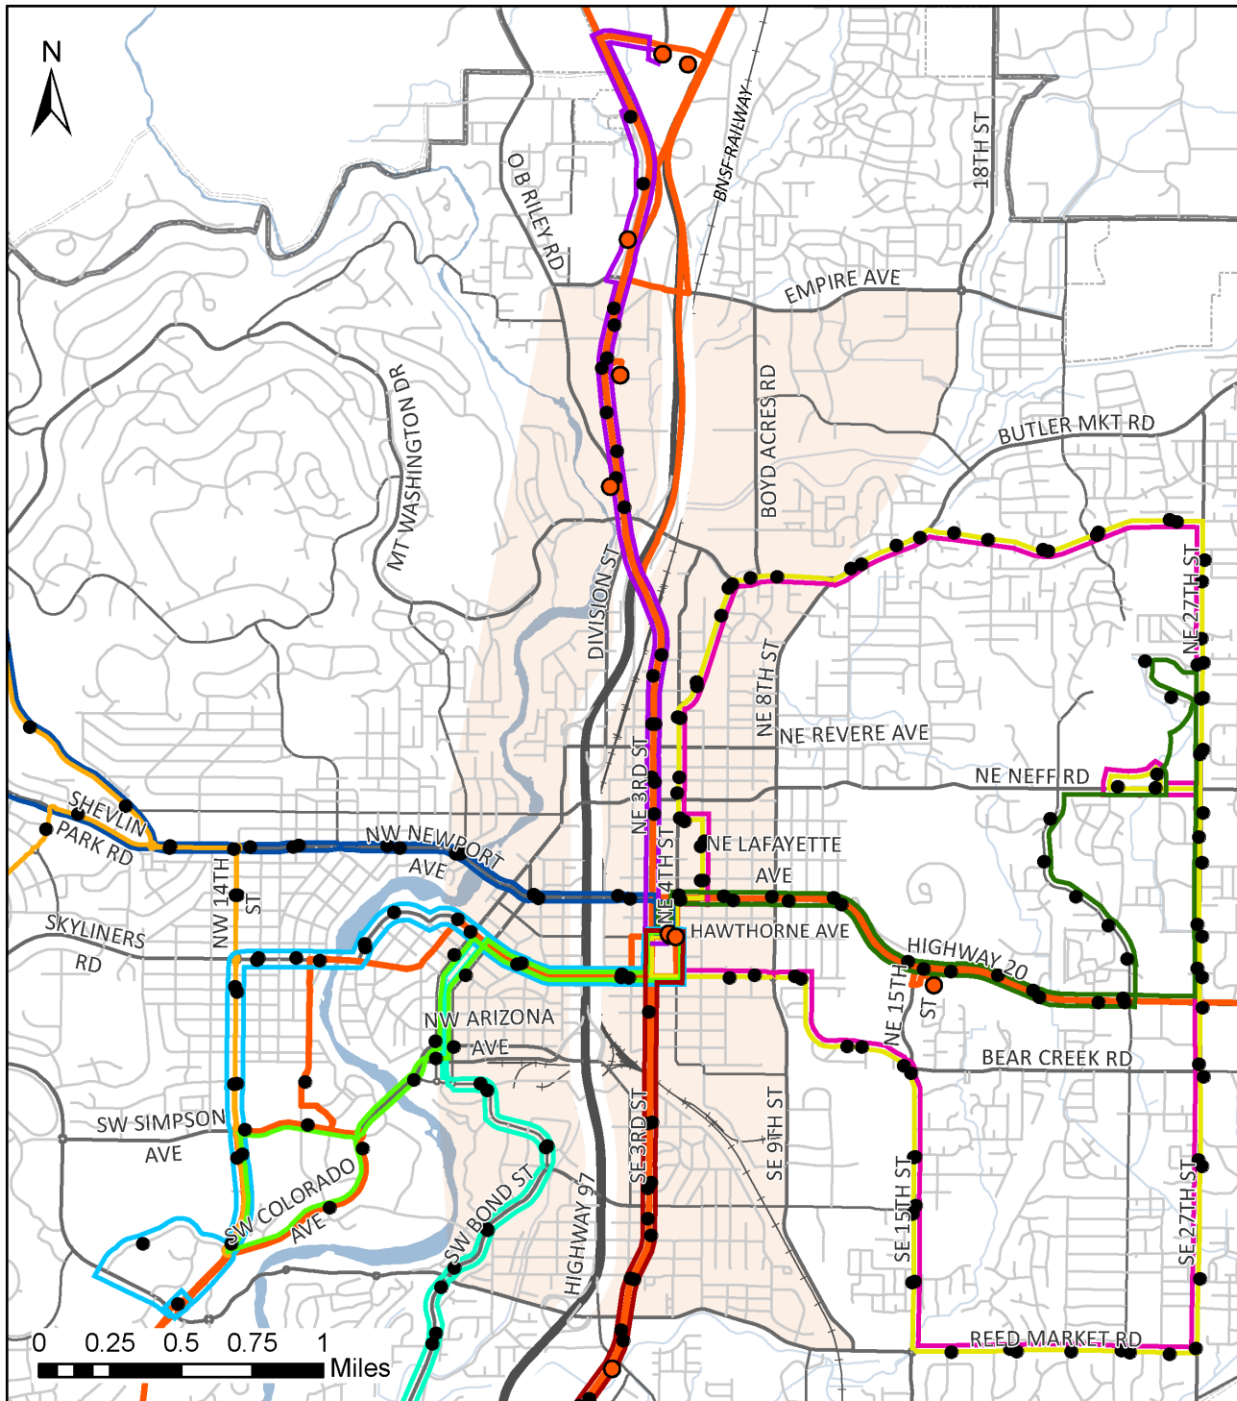 N
BNSF RAILWAY
18TH ST
O B RILEY RD
EMPIRE AVE
MT WASHINGTON DR
BOYD ACRES RD
BUTLER MKT RD
DIVISION ST
NE 27TH ST
NE 8TH ST
NE REVERE AVE
NE 3RD ST
NE NEFF RD
SHEVLIN
PARK RD
NW NEWPORT
AVE
NE 4TH ST
NE LAFAYETTE
AVE
NW 14TH
ST
SKYLINERS
RD
HAWTHORNE AVE
HIGHWAY 20
NE 15TH
ST
NW ARIZONA
AVE
BEAR CREEK RD
SW SIMPSON
AVE
SE 3RD ST
SE 9TH ST
SW COLORADO
AVE
SW BOND ST
HIGHWAY 97
SE 15TH ST
SE 27TH ST
REED MARKET RD
0 0.25 0.5 0.75 1
Miles